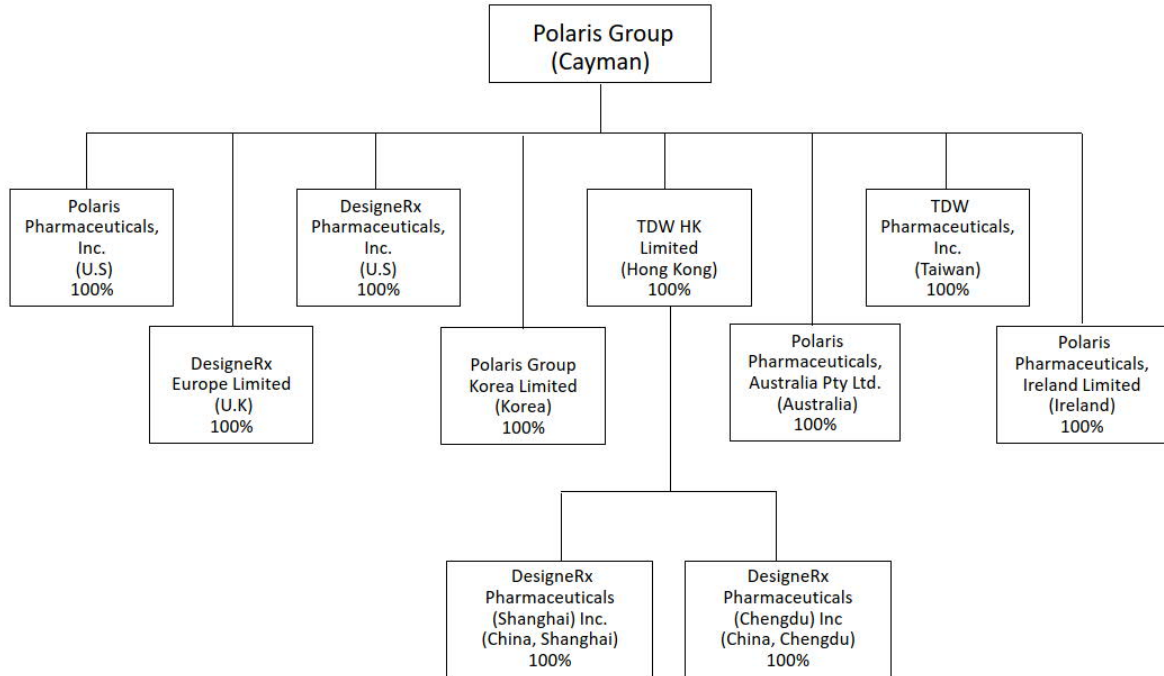 Polaris Group
(Cayman)
Polaris
Pharmaceuticals,
Inc.
(U.S)
100%
DesigneRx
Pharmaceuticals,
Inc.
(U.S)
100%
TDW HK
Limited
(Hong Kong)
100%
TDW
Pharmaceuticals,
Inc.
(Taiwan)
100%
DesigneRx
Europe Limited
(U.K)
100%
Polaris Group
Korea Limited
(Korea)
100%
Polaris
Pharmaceuticals,
Australia Pty Ltd.
(Australia)
100%
Polaris
Pharmaceuticals,
Ireland Limited
(Ireland)
100%
DesigneRx
Pharmaceuticals
(Shanghai) Inc.
(China, Shanghai)
100%
DesigneRx
Pharmaceuticals
(Chengdu) Inc
(China, Chengdu)
100%